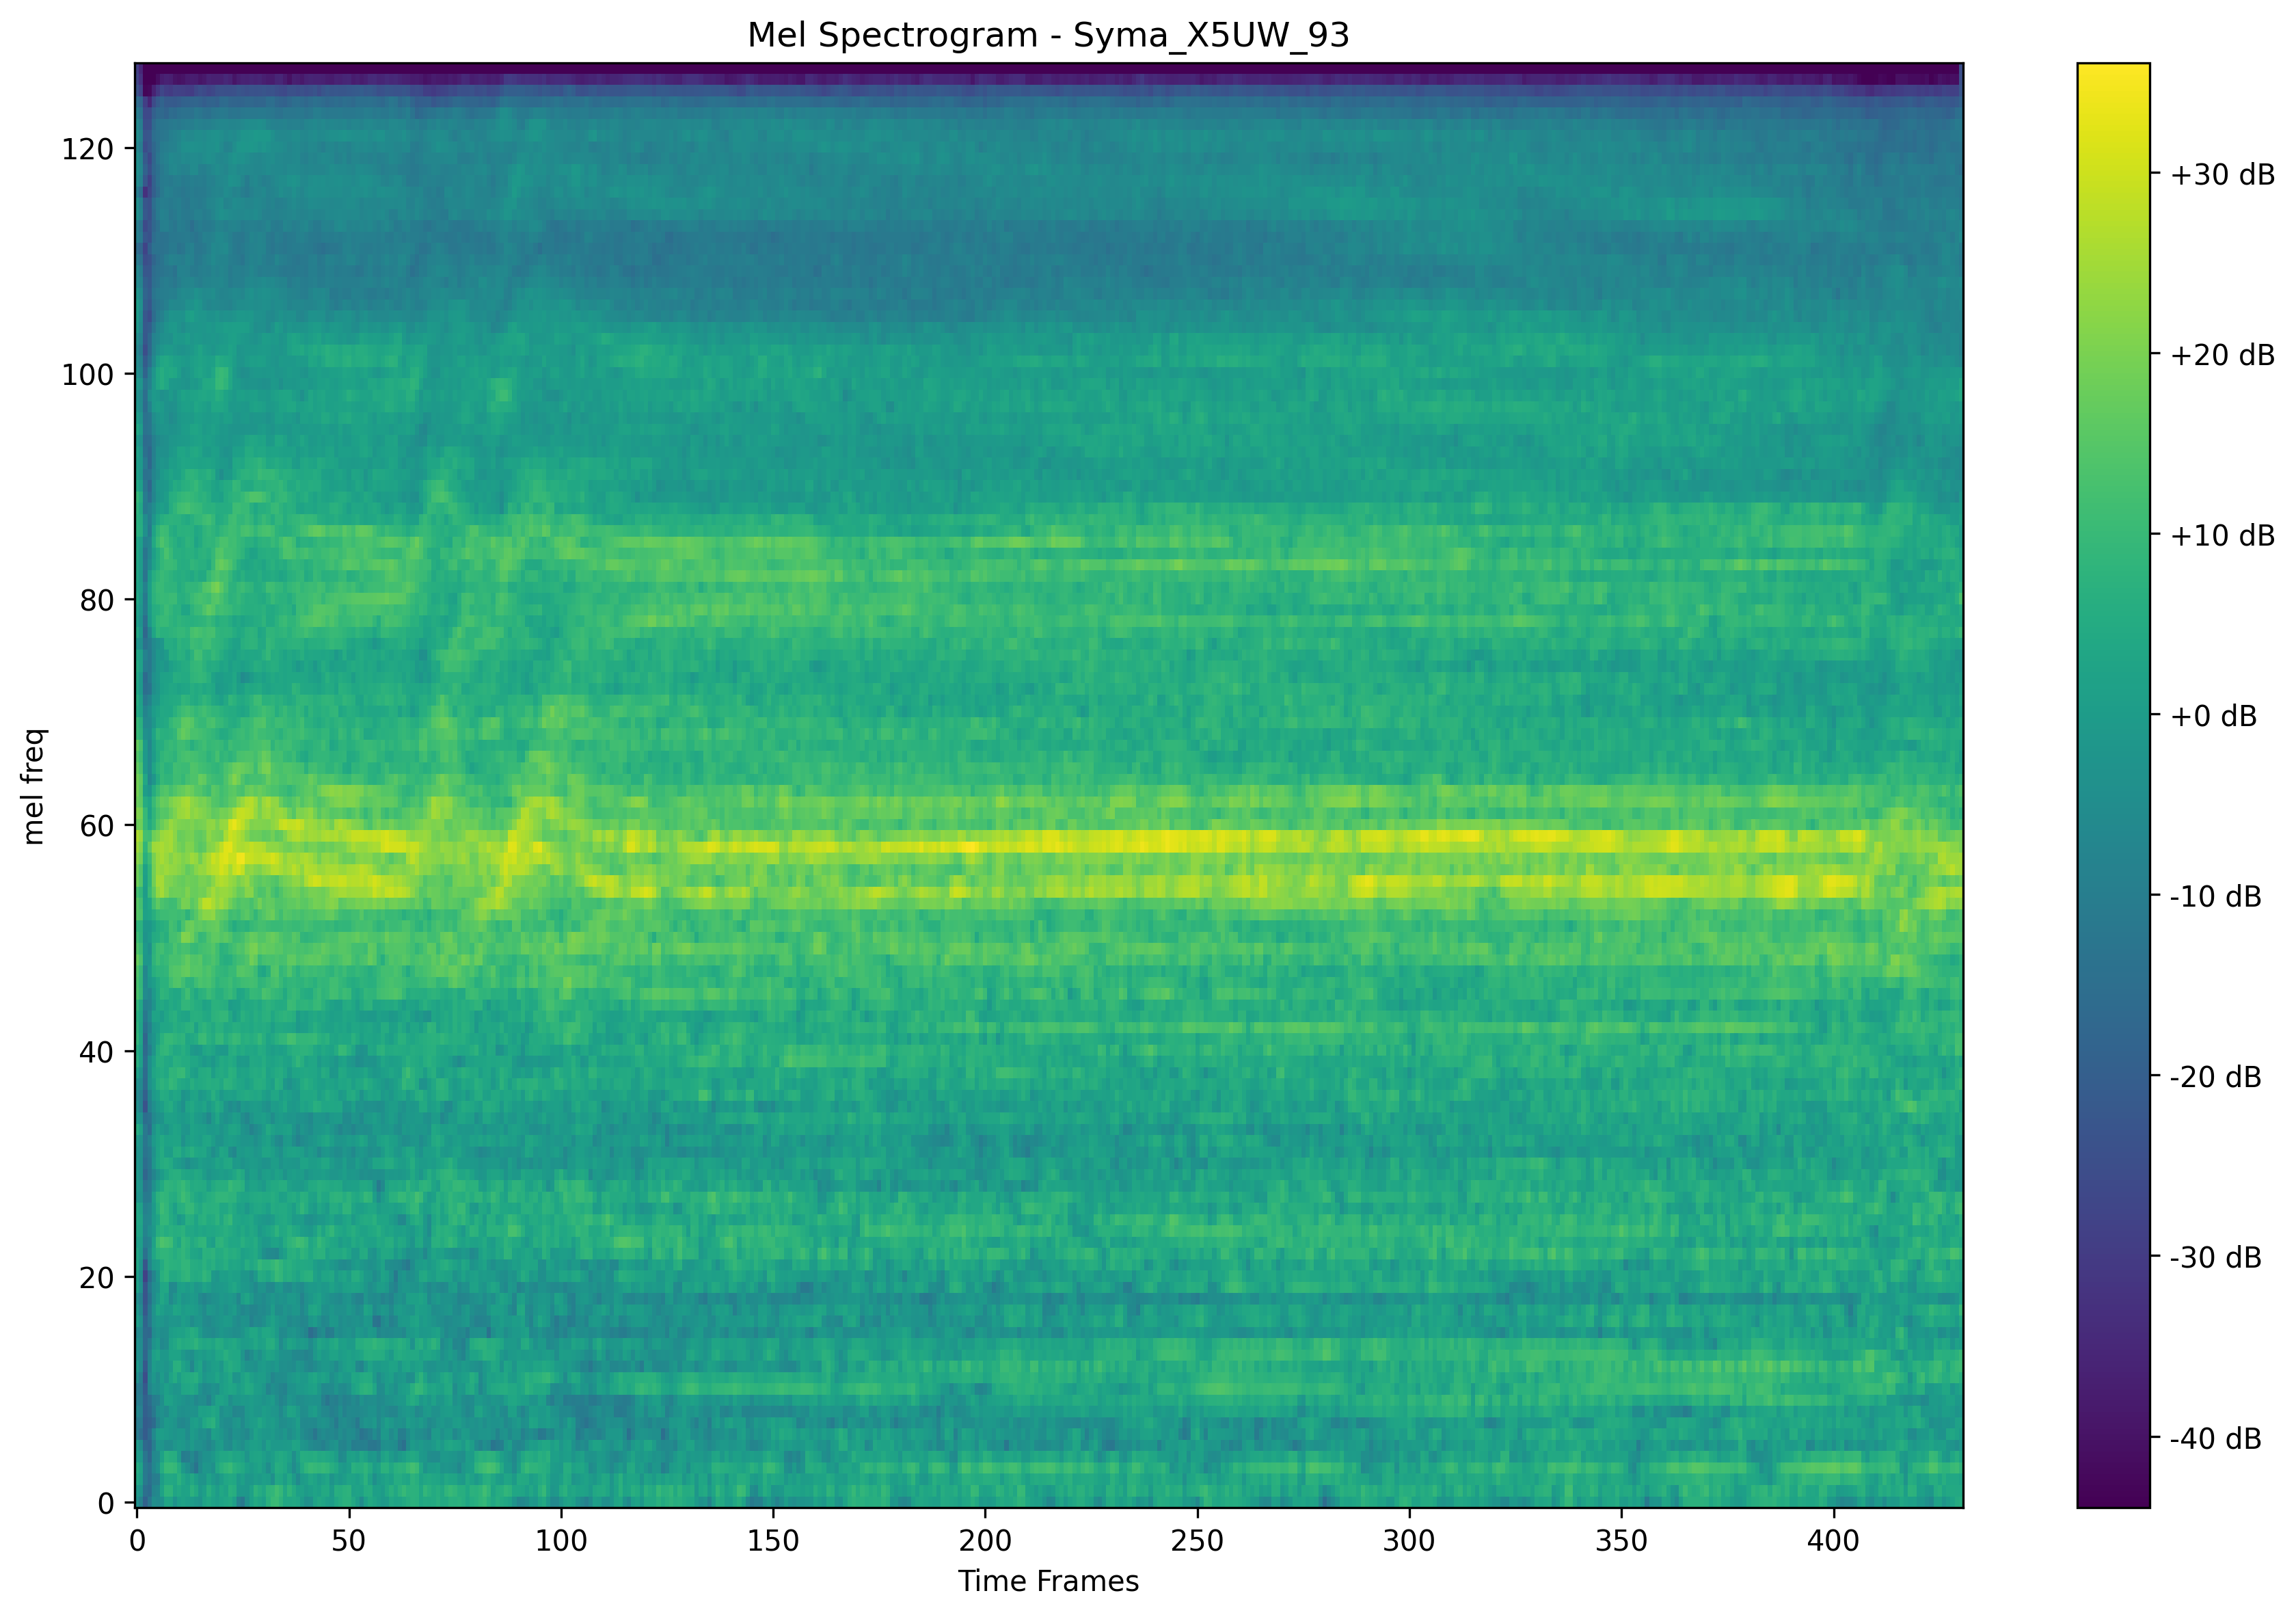 Mel Spectrogram - Syma_X5UW_93
mel freq
120
100
80
60
40
20
0
0 50 100 150 200 250 300 350 400
Time Frames
+30 dB
+20 dB
+10 dB
+0 dB
-10 dB
-20 dB
-30 dB
-40 dB